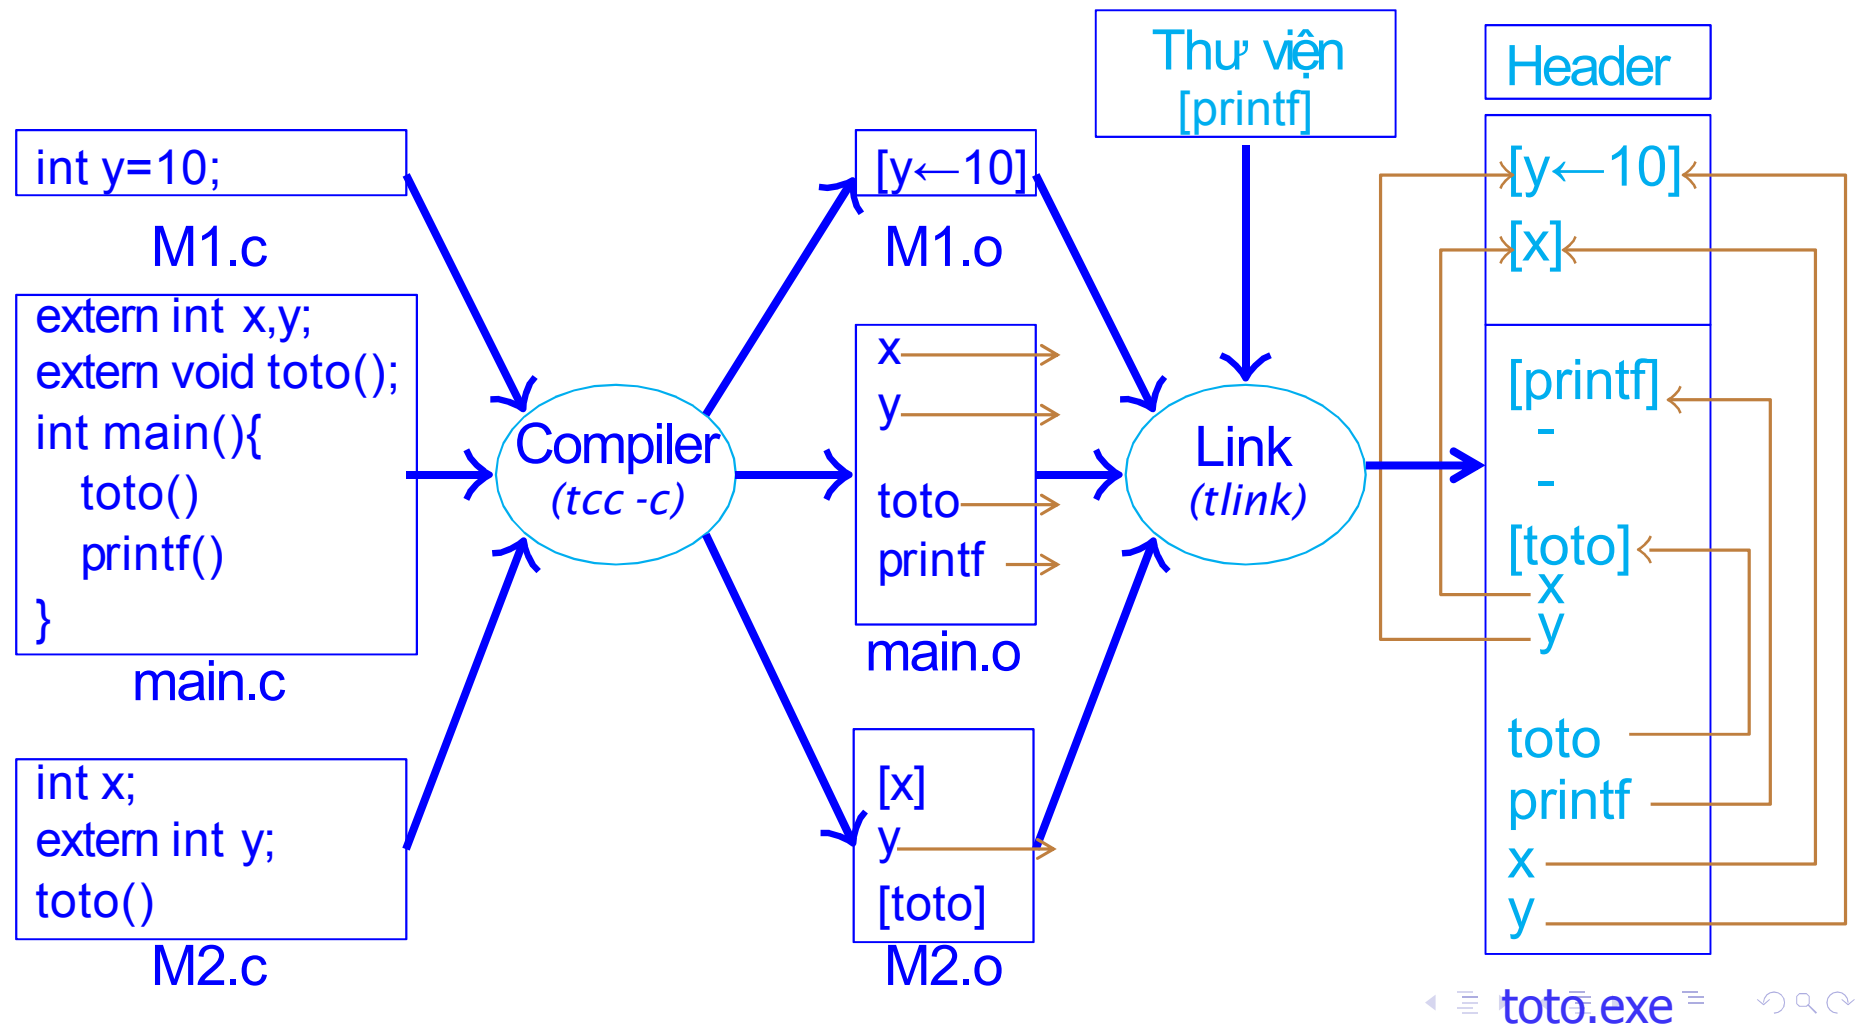 int y=10;
M1.c
extern int x,y;
extern void toto();
int main(){
toto()
printf()
}
main.c
int x;
extern int y;
toto()
M2.c
Compiler
(tcc -c)
[y←10]
M1.o
x
y
toto
printf
main.o
[x]
y
[toto]
M2.o
Thư viện
[printf]
Link
(tlink)
Header
[y←10]
[x]
[printf]
-
-
[toto]
x
y
toto
printf
x
y
toto.exe